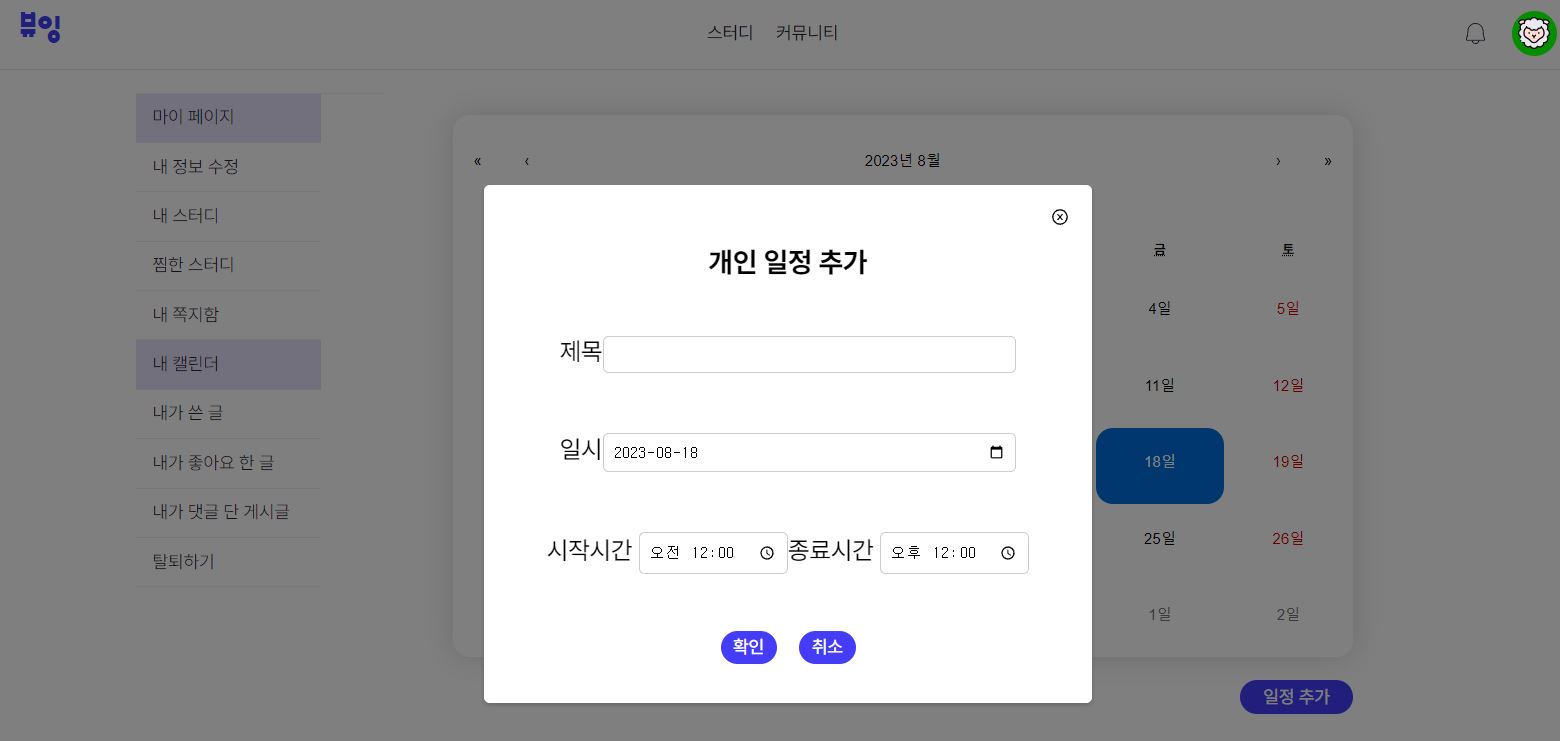 뷰잉
스터디 커뮤니티
마이 페이지
내 정보 수정
내 스터디
찜한 스터디
내 쪽지함
내 캘린더
내가 쓴 글
내가 좋아요 한 글
내가 댓글 단 게시글
탈퇴하기
« ‹ 2023년 8월 › »
금 토
4일 5일
11일 12일
18일 19일
25일 26일
1일 2일
개인 일정 추가
제목
일시 2023-08-18
시작시간 오전 12:00 종료시간 오후 12:00
확인 취소
일정 추가